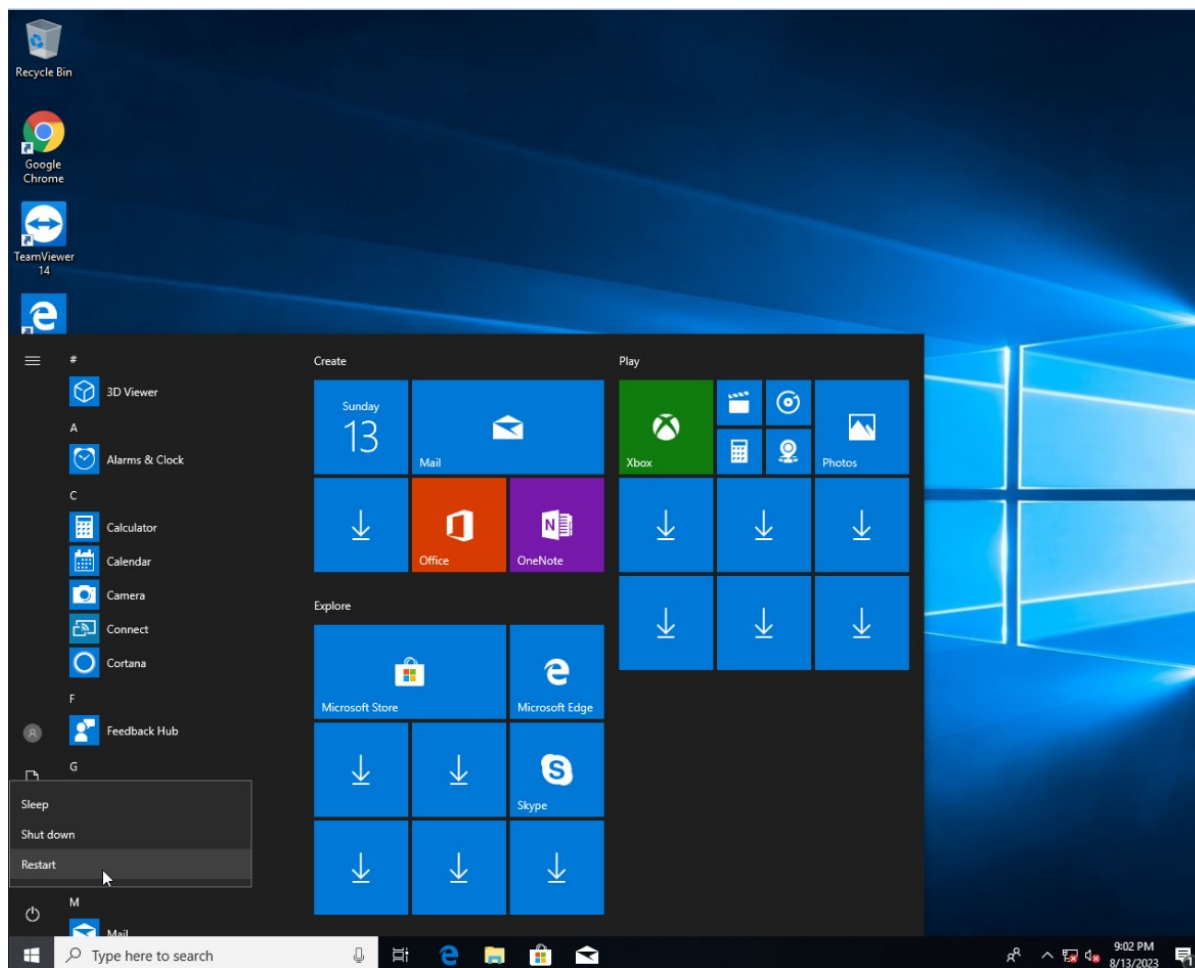 Recycle Bin
Google
Chrome
TeamViewer
14
#
3D Viewer
A
Alarms & Clock
C
Calculator
Calendar
Camera
Connect
Cortana
F
Feedback Hub
G
Sleep
Shut down
Restart
M
Mail
Create
Sunday
13
Mail
Office
OneNote
Explore
Microsoft Store
Microsoft Edge
Skype
Play
Xbox
Photos
Type here to search
9:02 PM
8/13/2023